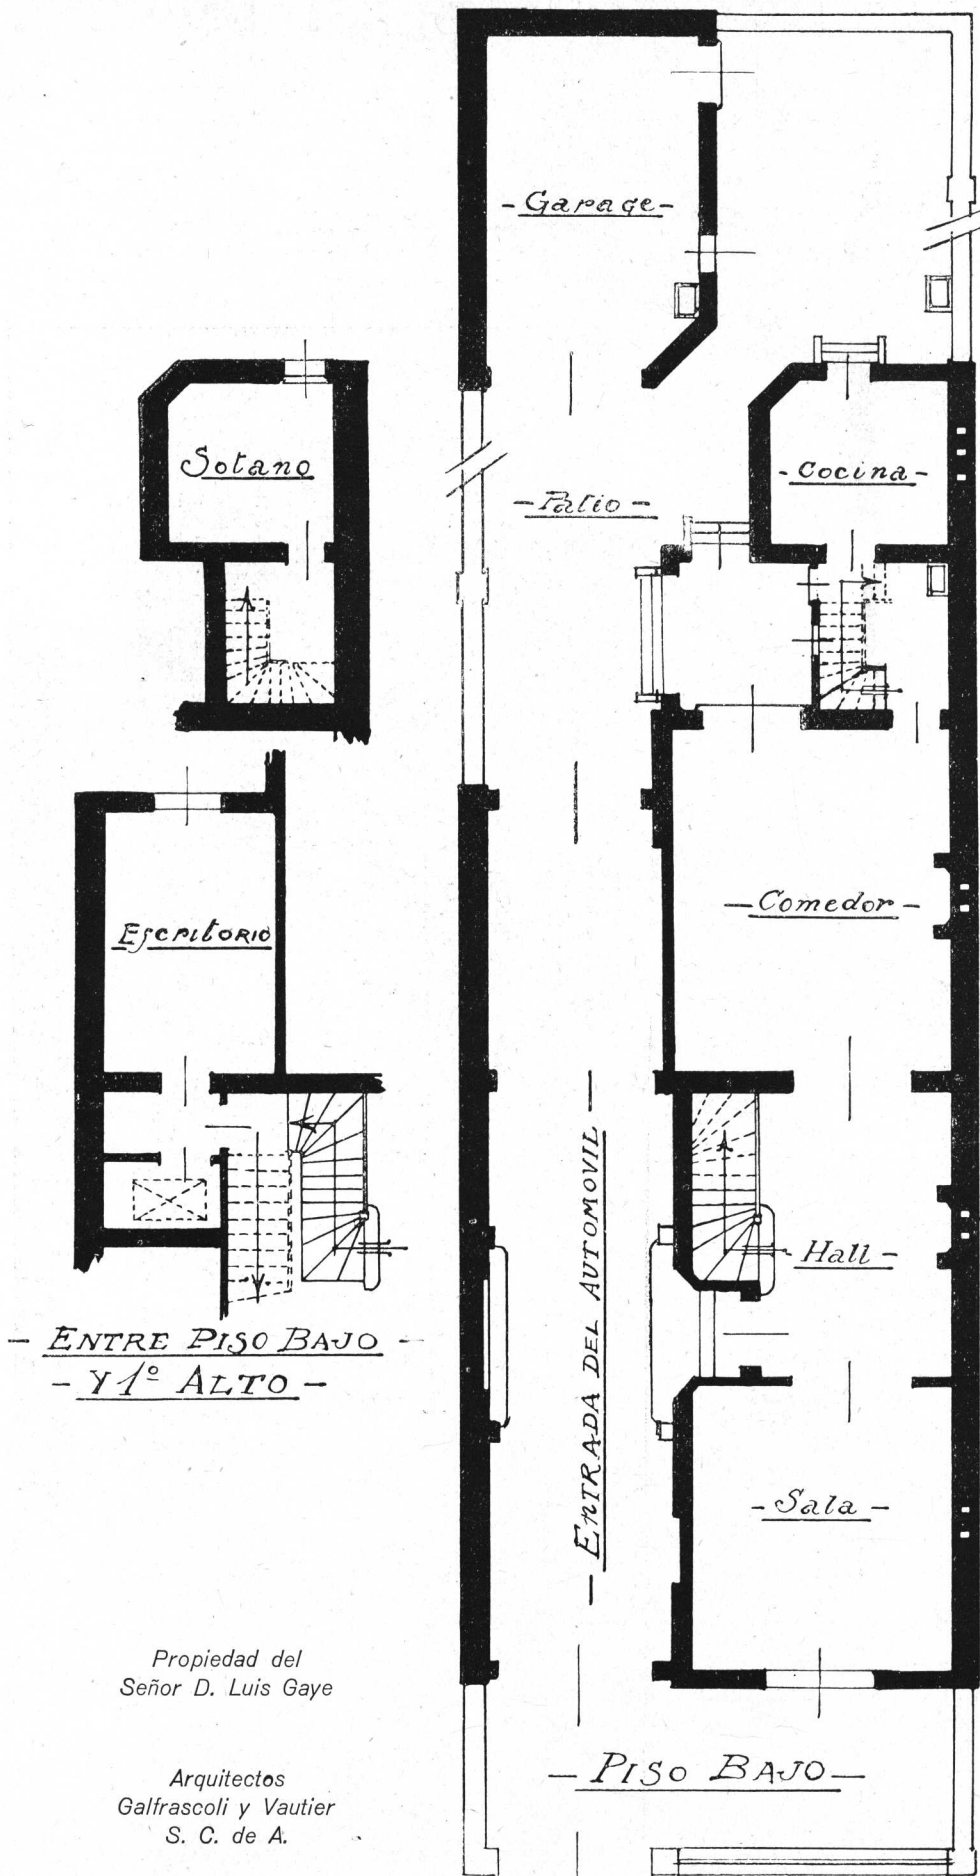 - Garage -
Sotano
- Cocina -
- Patio -
- Comedor -
Escritorio
- ENTRADA DEL AUTOMOVIL -
Hall -
- ENTRE PISO BAJO -
- Y 1º ALTO -
- Sala -
Propiedad del
Señor D. Luis Gaye
- PISO BAJO -
Arquitectos
Galfrascoli y Vautier
S. C. de A.